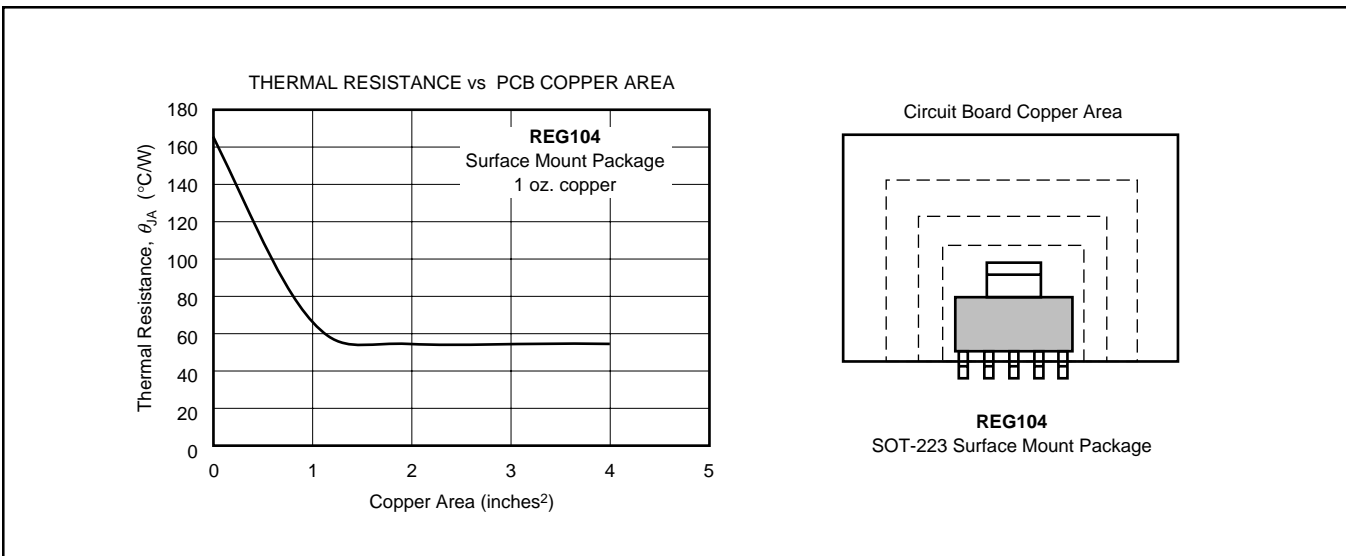 THERMAL RESISTANCE vs PCB COPPER AREA
180
160
140
120
100
80
60
40
20
0
Thermal Resistance, θJA (°C/W)
REG104
Surface Mount Package
1 oz. copper
0 1 2 3 4 5
Copper Area (inches²)
Circuit Board Copper Area
REG104
SOT-223 Surface Mount Package